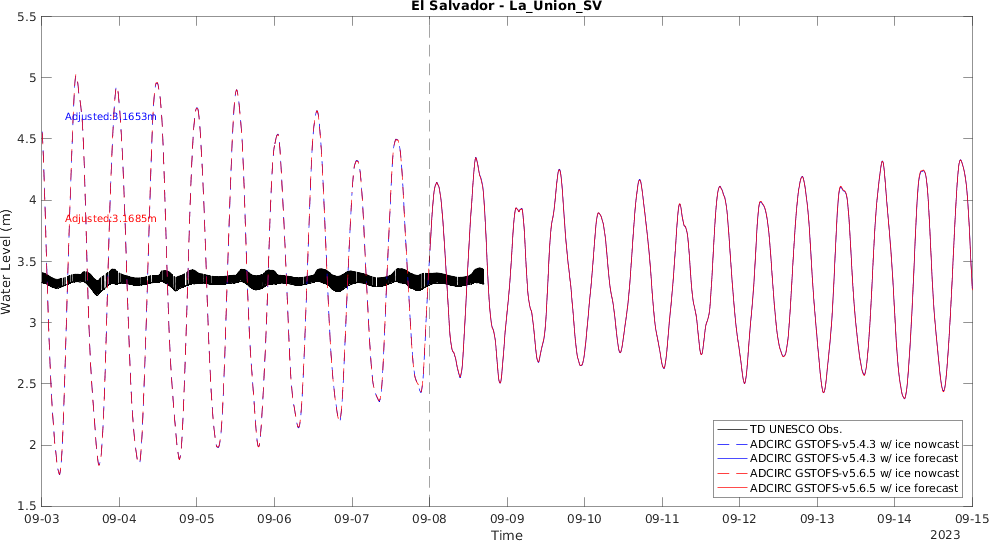 El Salvador - La_Union_SV
5.5
5
4.5
4
3.5
3
2.5
2
1.5
Water Level (m)
Adjusted:3.1653m
Adjusted:3.1685m
TD UNESCO Obs.
ADCIRC GSTOFS-v5.4.3 w/ ice nowcast
ADCIRC GSTOFS-v5.4.3 w/ ice forecast
ADCIRC GSTOFS-v5.6.5 w/ ice nowcast
ADCIRC GSTOFS-v5.6.5 w/ ice forecast
09-03 09-04 09-05 09-06 09-07 09-08 09-09 09-10 09-11 09-12 09-13 09-14 09-15
Time
2023